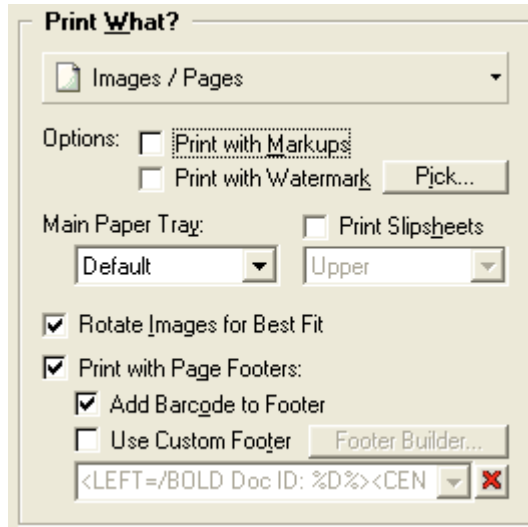 Print What?
Images / Pages
Options: Print with Markups
Print with Watermark Pick...
Main Paper Tray: Print Slipsheets
Default Upper
Rotate Images for Best Fit
Print with Page Footers:
Add Barcode to Footer
Use Custom Footer Footer Builder...
<LEFT=/BOLD Doc ID: %D%><CEN